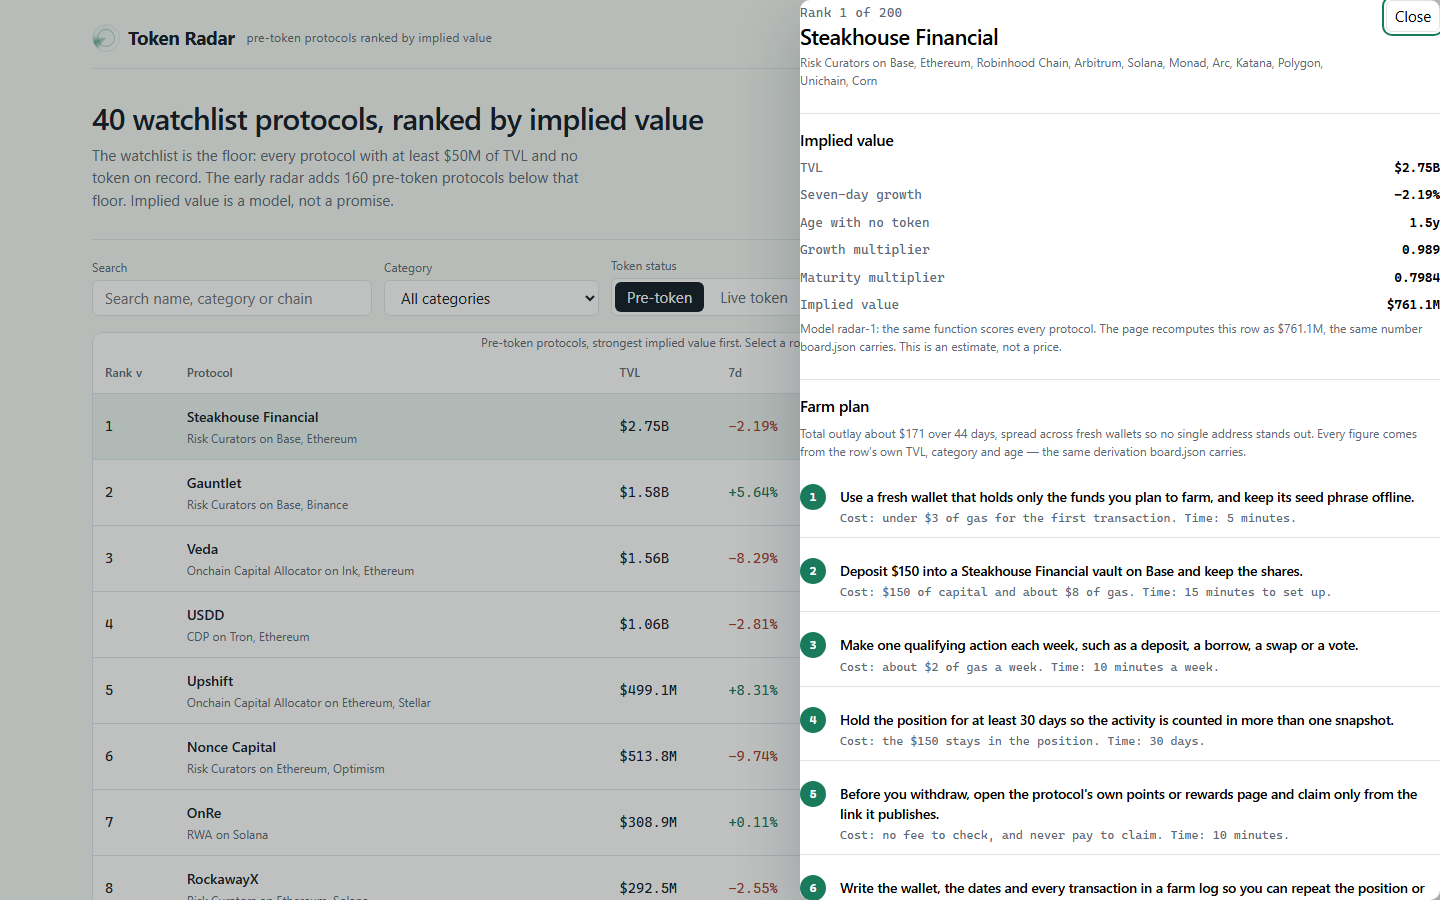 Token Radar
pre-token protocols ranked by implied value
40 watchlist protocols, ranked by implied value
The watchlist is the floor: every protocol with at least $50M of TVL and no
token on record. The early radar adds 160 pre-token protocols below that
floor. Implied value is a model, not a promise.
Search
Category
Token status
Search name, category or chain
All categories
Pre-token
Live token
Pre-token protocols, strongest implied value first. Select a ro
Rank v
Protocol
TVL
7d
1
Steakhouse Financial
Risk Curators on Base, Ethereum
$2.75B
−2.19%
2
Gauntlet
Risk Curators on Base, Binance
$1.58B
+5.64%
3
Veda
Onchain Capital Allocator on Ink, Ethereum
$1.56B
−8.29%
4
USDD
CDP on Tron, Ethereum
$1.06B
−2.81%
5
Upshift
Onchain Capital Allocator on Ethereum, Stellar
$499.1M
+8.31%
6
Nonce Capital
Risk Curators on Ethereum, Optimism
$513.8M
−9.74%
7
OnRe
RWA on Solana
$308.9M
+0.11%
8
RockawayX
Risk Curators on Ethereum, Solana
$292.5M
−2.55%
Rank 1 of 200
Close
Steakhouse Financial
Risk Curators on Base, Ethereum, Robinhood Chain, Arbitrum, Solana, Monad, Arc, Katana, Polygon,
Unichain, Corn
Implied value
TVL
$2.75B
Seven-day growth
−2.19%
Age with no token
1.5y
Growth multiplier
0.989
Maturity multiplier
0.7984
Implied value
$761.1M
Model radar-1: the same function scores every protocol. The page recomputes this row as $761.1M, the same number
board.json carries. This is an estimate, not a price.
Farm plan
Total outlay about $171 over 44 days, spread across fresh wallets so no single address stands out. Every figure comes
from the row's own TVL, category and age — the same derivation board.json carries.
1
Use a fresh wallet that holds only the funds you plan to farm, and keep its seed phrase offline.
Cost: under $3 of gas for the first transaction. Time: 5 minutes.
2
Deposit $150 into a Steakhouse Financial vault on Base and keep the shares.
Cost: $150 of capital and about $8 of gas. Time: 15 minutes to set up.
3
Make one qualifying action each week, such as a deposit, a borrow, a swap or a vote.
Cost: about $2 of gas a week. Time: 10 minutes a week.
4
Hold the position for at least 30 days so the activity is counted in more than one snapshot.
Cost: the $150 stays in the position. Time: 30 days.
5
Before you withdraw, open the protocol's own points or rewards page and claim only from the
link it publishes.
Cost: no fee to check, and never pay to claim. Time: 10 minutes.
6
Write the wallet, the dates and every transaction in a farm log so you can repeat the position or